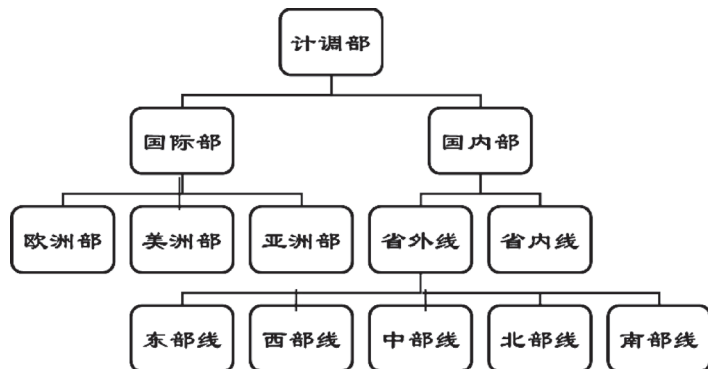 计调部
国际部 国内部
欧洲部 美洲部 亚洲部 省外线 省内线
东部线 西部线 中部线 北部线 南部线